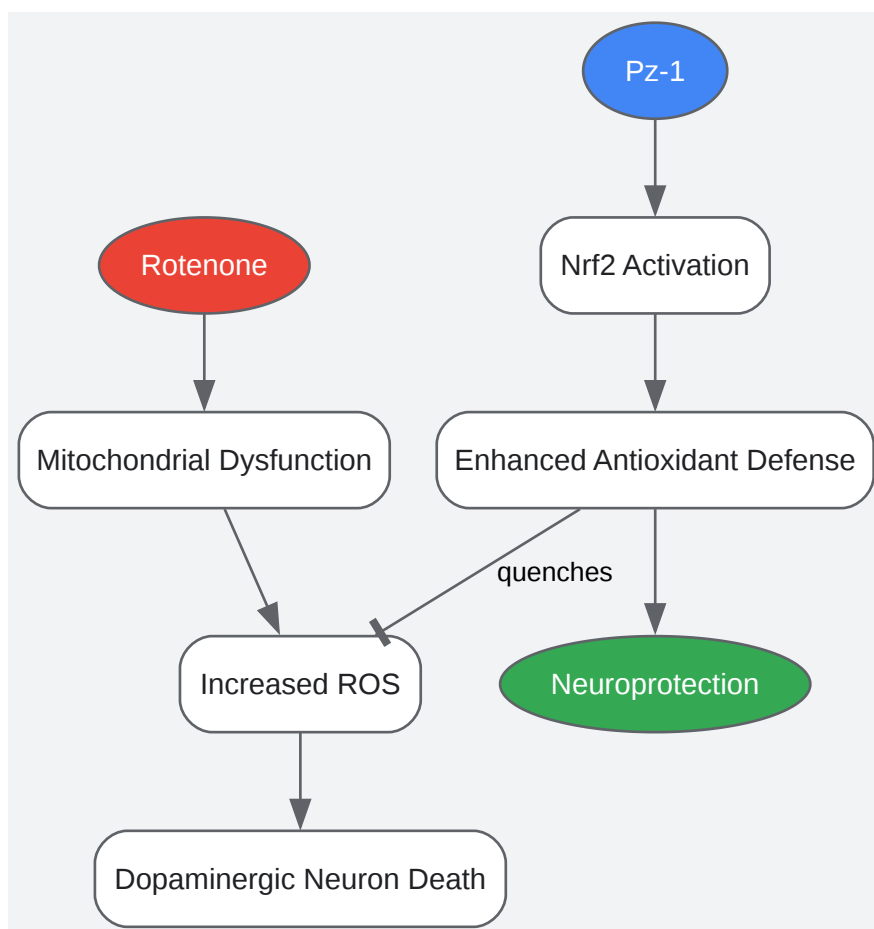 Pz-1
Rotenone
Nrf2 Activation
Mitochondrial Dysfunction
Enhanced Antioxidant Defense
quenches
Increased ROS
Neuroprotection
Dopaminergic Neuron Death